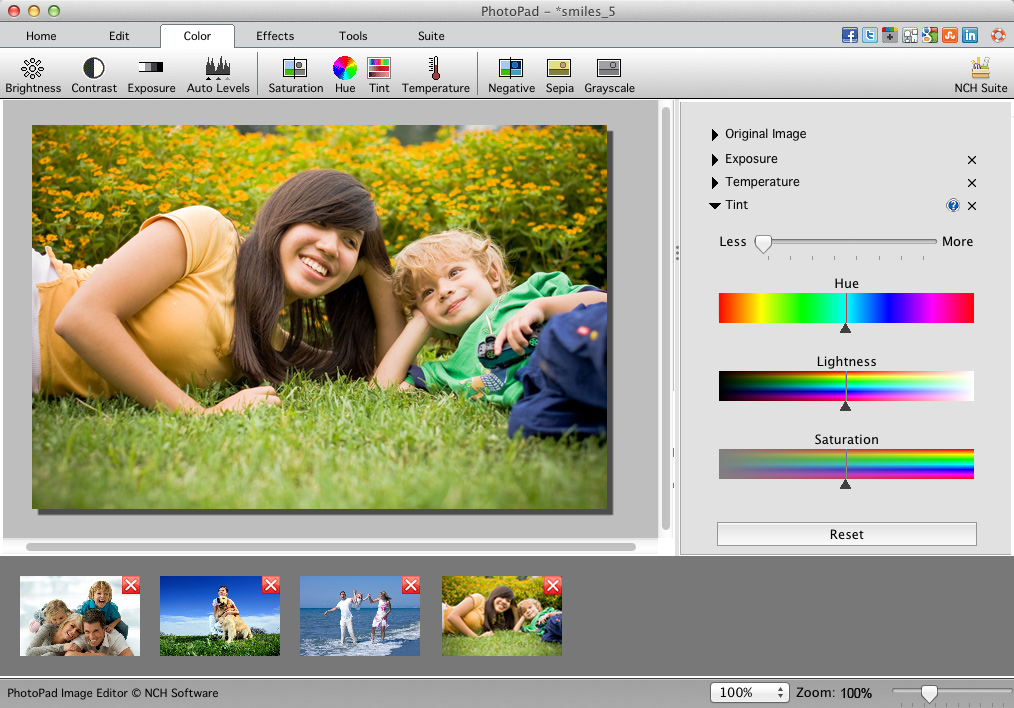 PhotoPad - *smiles_5
Home Edit Color Effects Tools Suite
Brightness Contrast Exposure Auto Levels Saturation Hue Tint Temperature Negative Sepia Grayscale NCH Suite
Original Image
Exposure
Temperature
Tint
Less More
Hue
Lightness
Saturation
Reset
PhotoPad Image Editor © NCH Software
100% Zoom: 100%